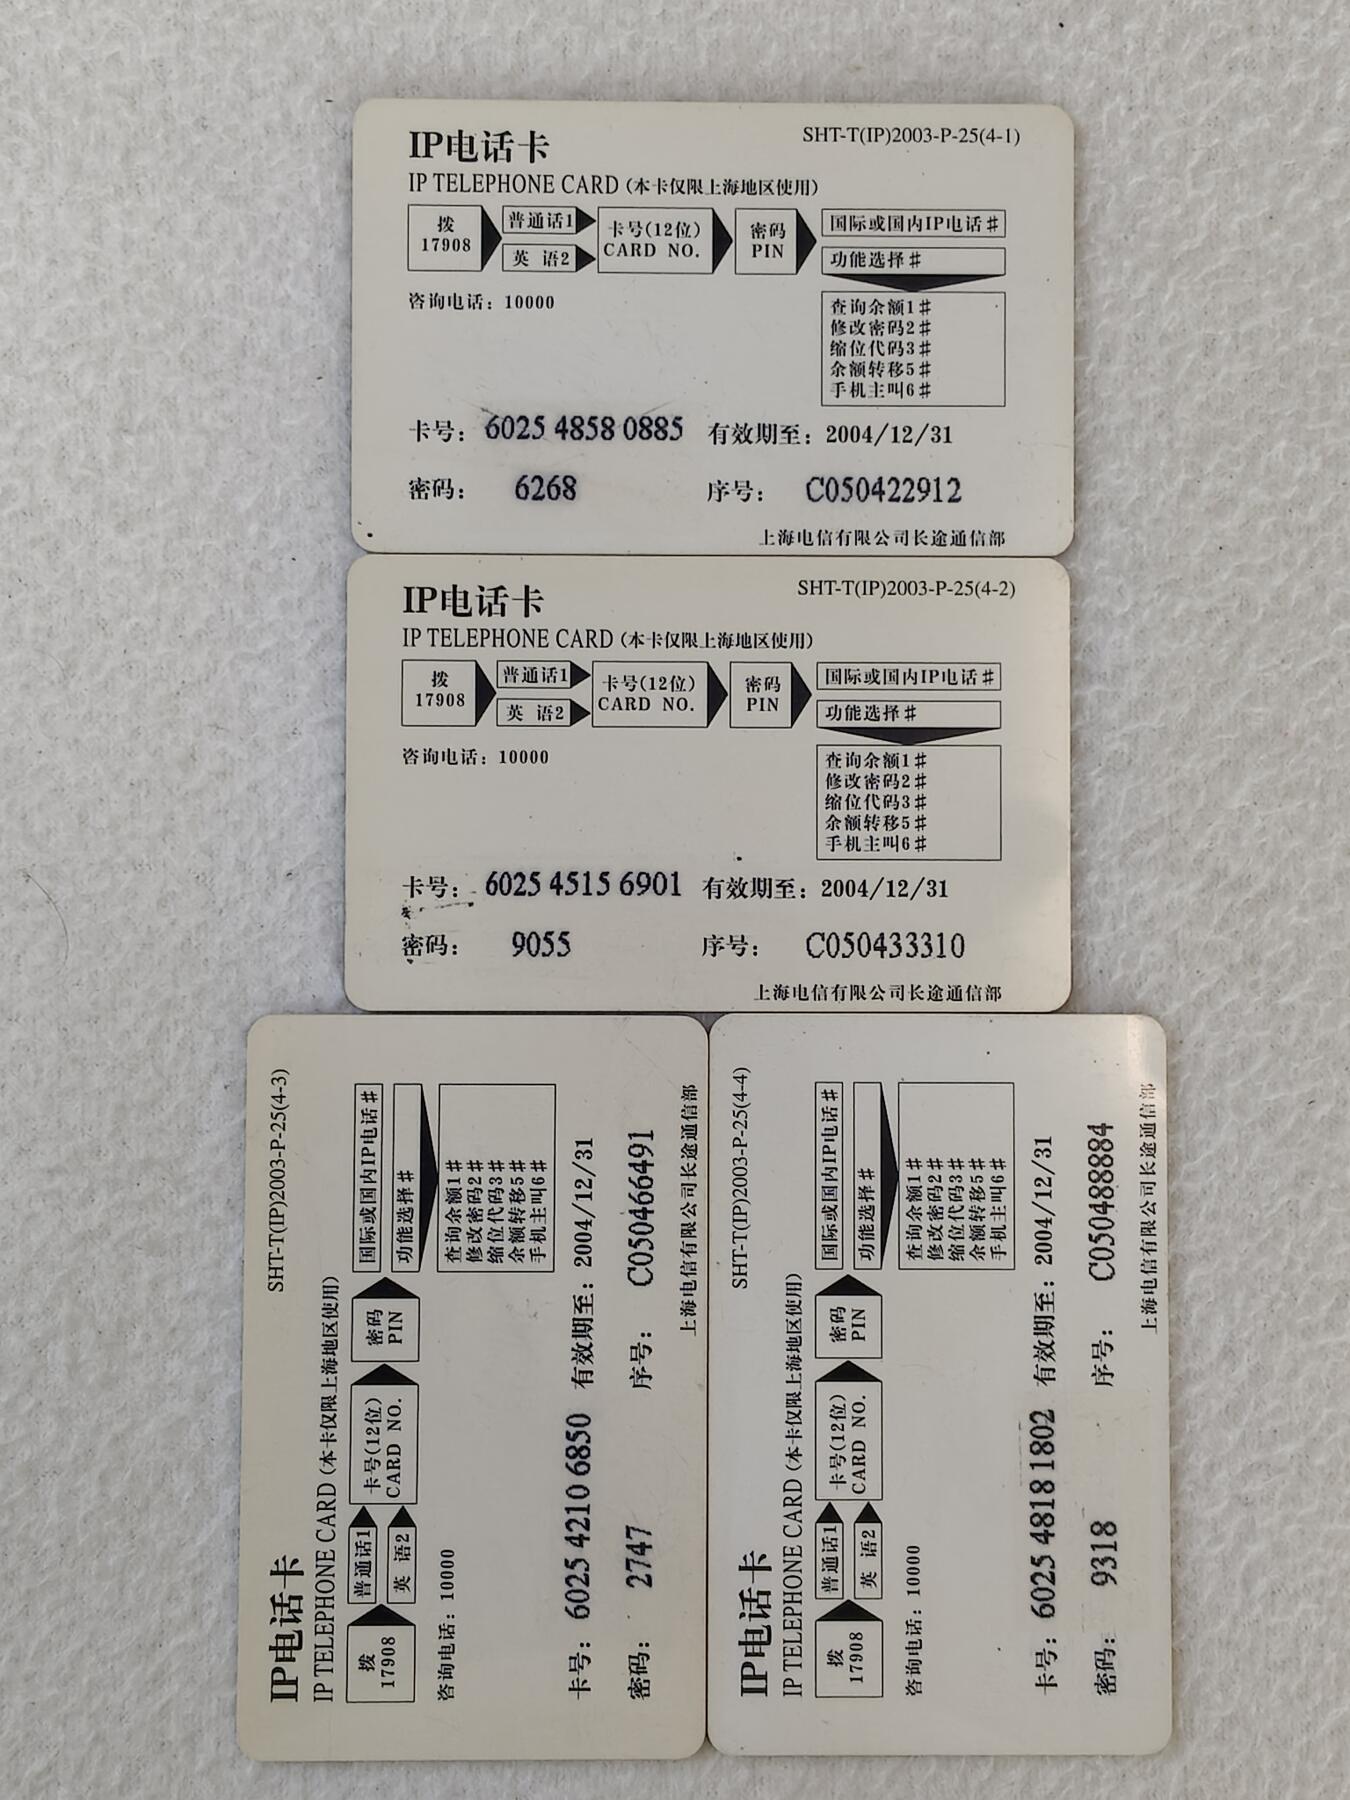 IP电话卡
SHT-T(IP)2003-P-25(4-1)
IP TELEPHONE CARD (本卡仅限上海地区使用)
拨
17908
普通话1
英 语2
卡号(12位)
CARD NO.
密码
PIN
国际或国内IP电话#
功能选择#
查询余额1#
修改密码2#
缩位代码3#
余额转移5#
手机主叫6#
咨询电话: 10000
卡号: 6025 4858 0885 有效期至: 2004/12/31
密码: 6268 序号: C050422912
上海电信有限公司长途通信部
IP电话卡
SHT-T(IP)2003-P-25(4-2)
IP TELEPHONE CARD (本卡仅限上海地区使用)
拨
17908
普通话1
英 语2
卡号(12位)
CARD NO.
密码
PIN
国际或国内IP电话#
功能选择#
查询余额1#
修改密码2#
缩位代码3#
余额转移5#
手机主叫6#
咨询电话: 10000
卡号: 6025 4515 6901 有效期至: 2004/12/31
密码: 9055 序号: C050433310
上海电信有限公司长途通信部
IP电话卡
SHT-T(IP)2003-P-25(4-3)
IP TELEPHONE CARD (本卡仅限上海地区使用)
拨
17908
普通话1
英 语2
卡号(12位)
CARD NO.
密码
PIN
国际或国内IP电话#
功能选择#
查询余额1#
修改密码2#
缩位代码3#
余额转移5#
手机主叫6#
咨询电话: 10000
卡号: 6025 4210 6850 有效期至: 2004/12/31
密码: 2747 序号: C050466491
上海电信有限公司长途通信部
IP电话卡
SHT-T(IP)2003-P-25(4-4)
IP TELEPHONE CARD (本卡仅限上海地区使用)
拨
17908
普通话1
英 语2
卡号(12位)
CARD NO.
密码
PIN
国际或国内IP电话#
功能选择#
查询余额1#
修改密码2#
缩位代码3#
余额转移5#
手机主叫6#
咨询电话: 10000
卡号: 6025 4818 1802 有效期至: 2004/12/31
密码: 9318 序号: C050488884
上海电信有限公司长途通信部